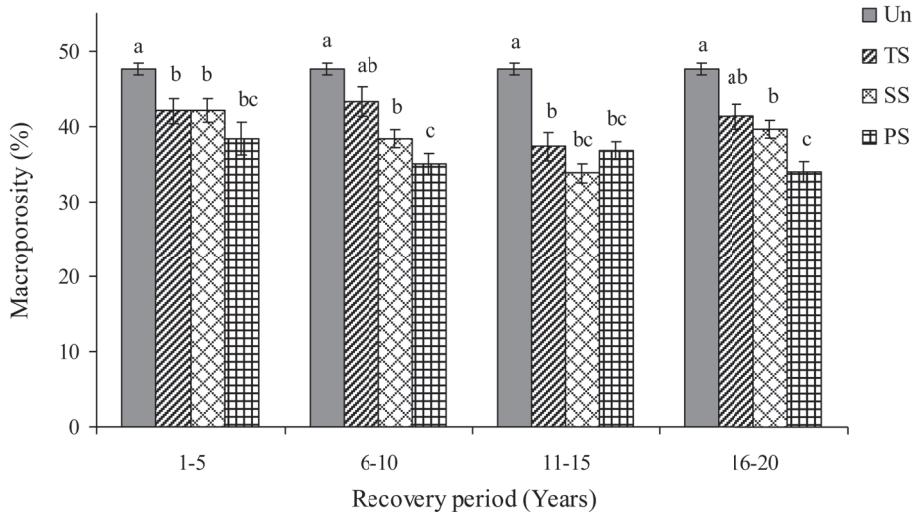 Macroporosity (%)
50
40
30
20
10
0
a b b bc
a ab b c
a b bc bc
a ab b c
1-5 6-10 11-15 16-20
Recovery period (Years)
Un
TS
SS
PS